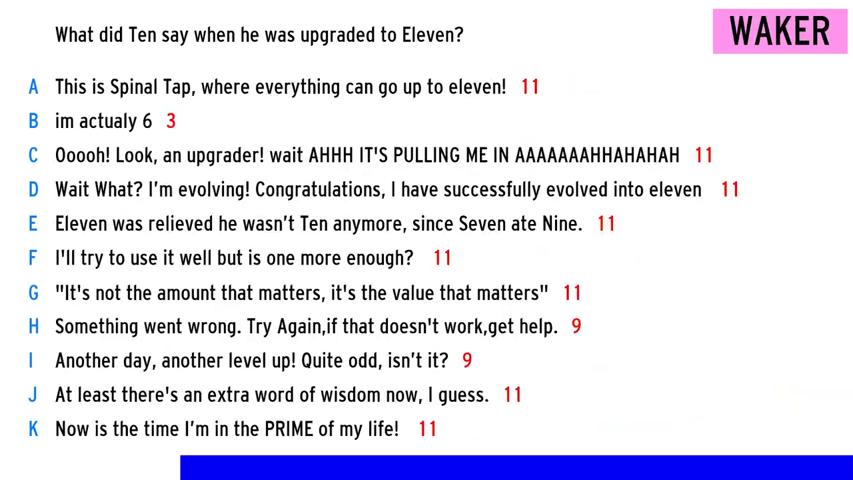 What did Ten say when he was upgraded to Eleven?
WAKER
A This is Spinal Tap, where everything can go up to eleven! 11
B im actualy 6 3
C Ooooh! Look, an upgrader! wait AHHH IT'S PULLING ME IN AAAAAAAHHAHAHAH 11
D Wait What? I'm evolving! Congratulations, I have successfully evolved into eleven 11
E Eleven was relieved he wasn't Ten anymore, since Seven ate Nine. 11
F I'll try to use it well but is one more enough? 11
G "It's not the amount that matters, it's the value that matters" 11
H Something went wrong. Try Again,if that doesn't work,get help. 9
I Another day, another level up! Quite odd, isn't it? 9
J At least there's an extra word of wisdom now, I guess. 11
K Now is the time I'm in the PRIME of my life! 11